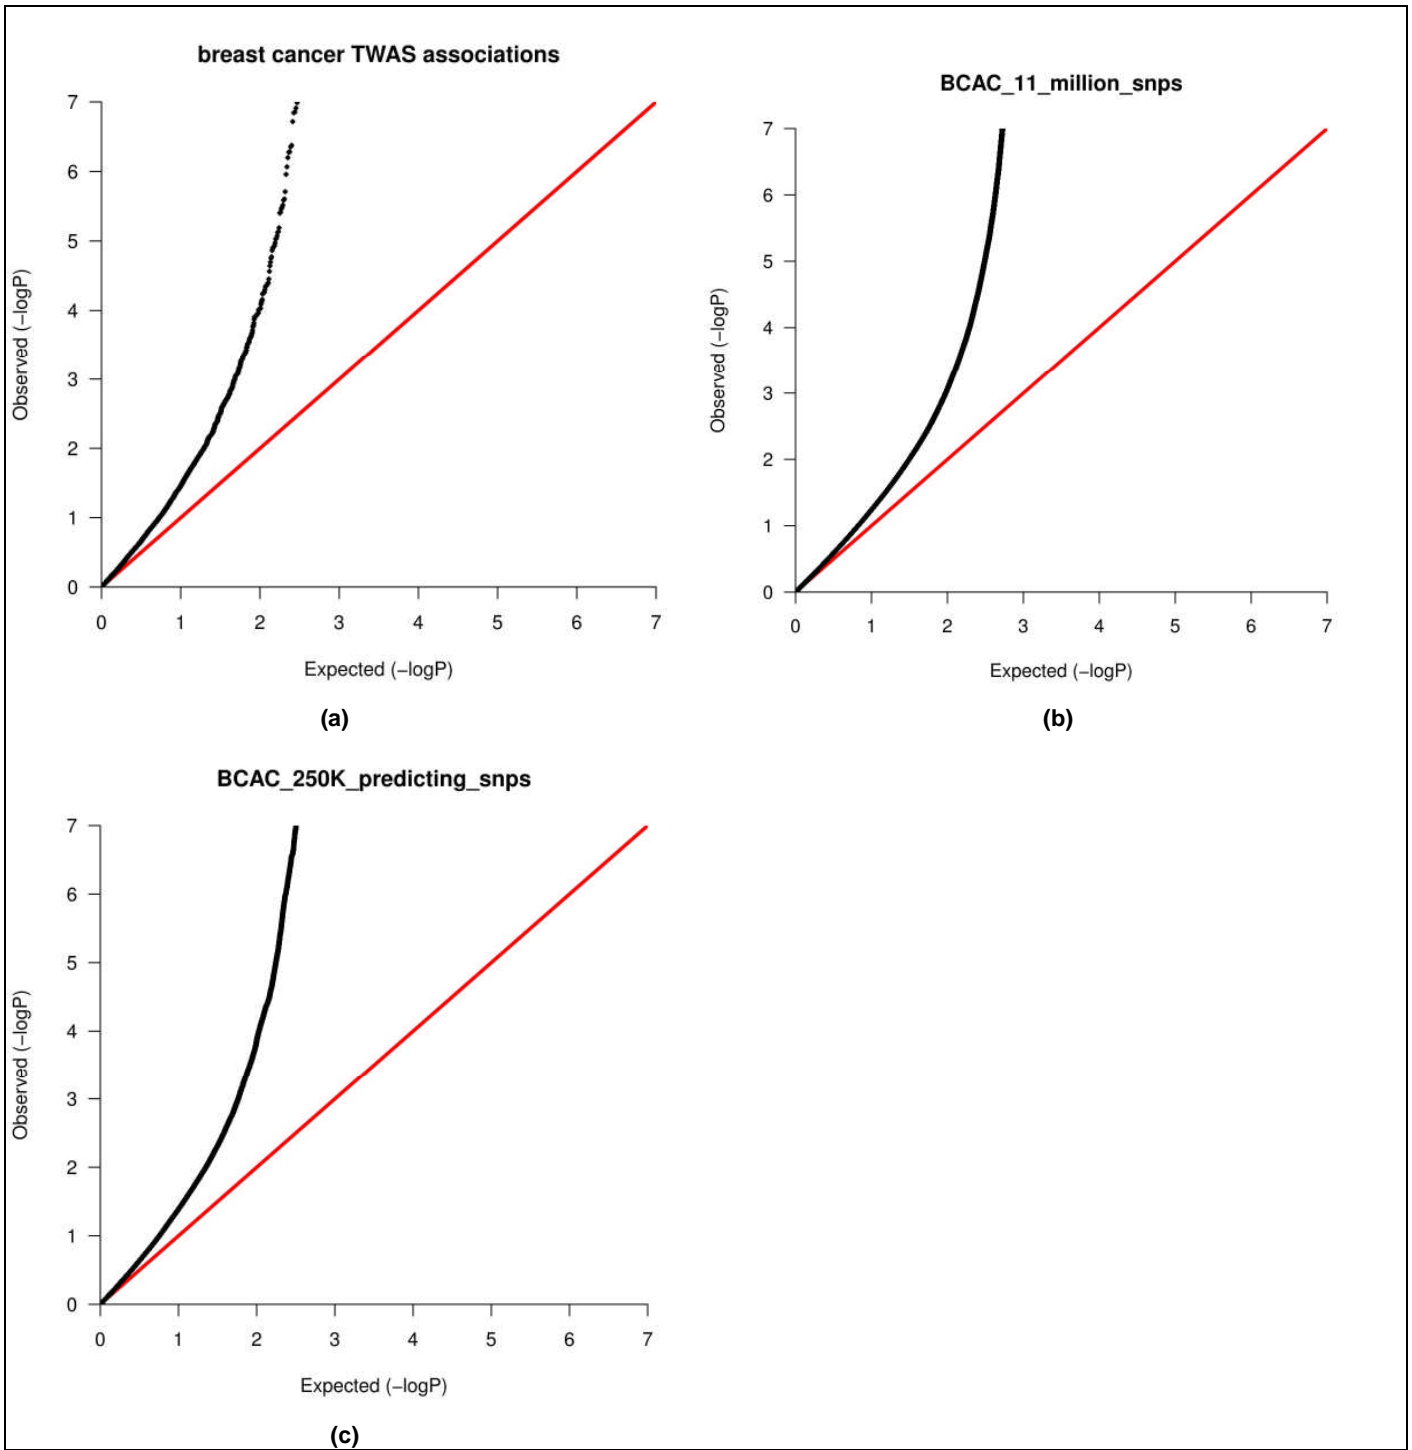 breast cancer TWAS associations
7
6
5
4
3
2
1
0
Observed (−logP)
0 1 2 3 4 5 6 7
Expected (−logP)
(a)
BCAC_11_million_snps
7
6
5
4
3
2
1
0
Observed (−logP)
0 1 2 3 4 5 6 7
Expected (−logP)
(b)
BCAC_250K_predicting_snps
7
6
5
4
3
2
1
0
Observed (−logP)
0 1 2 3 4 5 6 7
Expected (−logP)
(c)